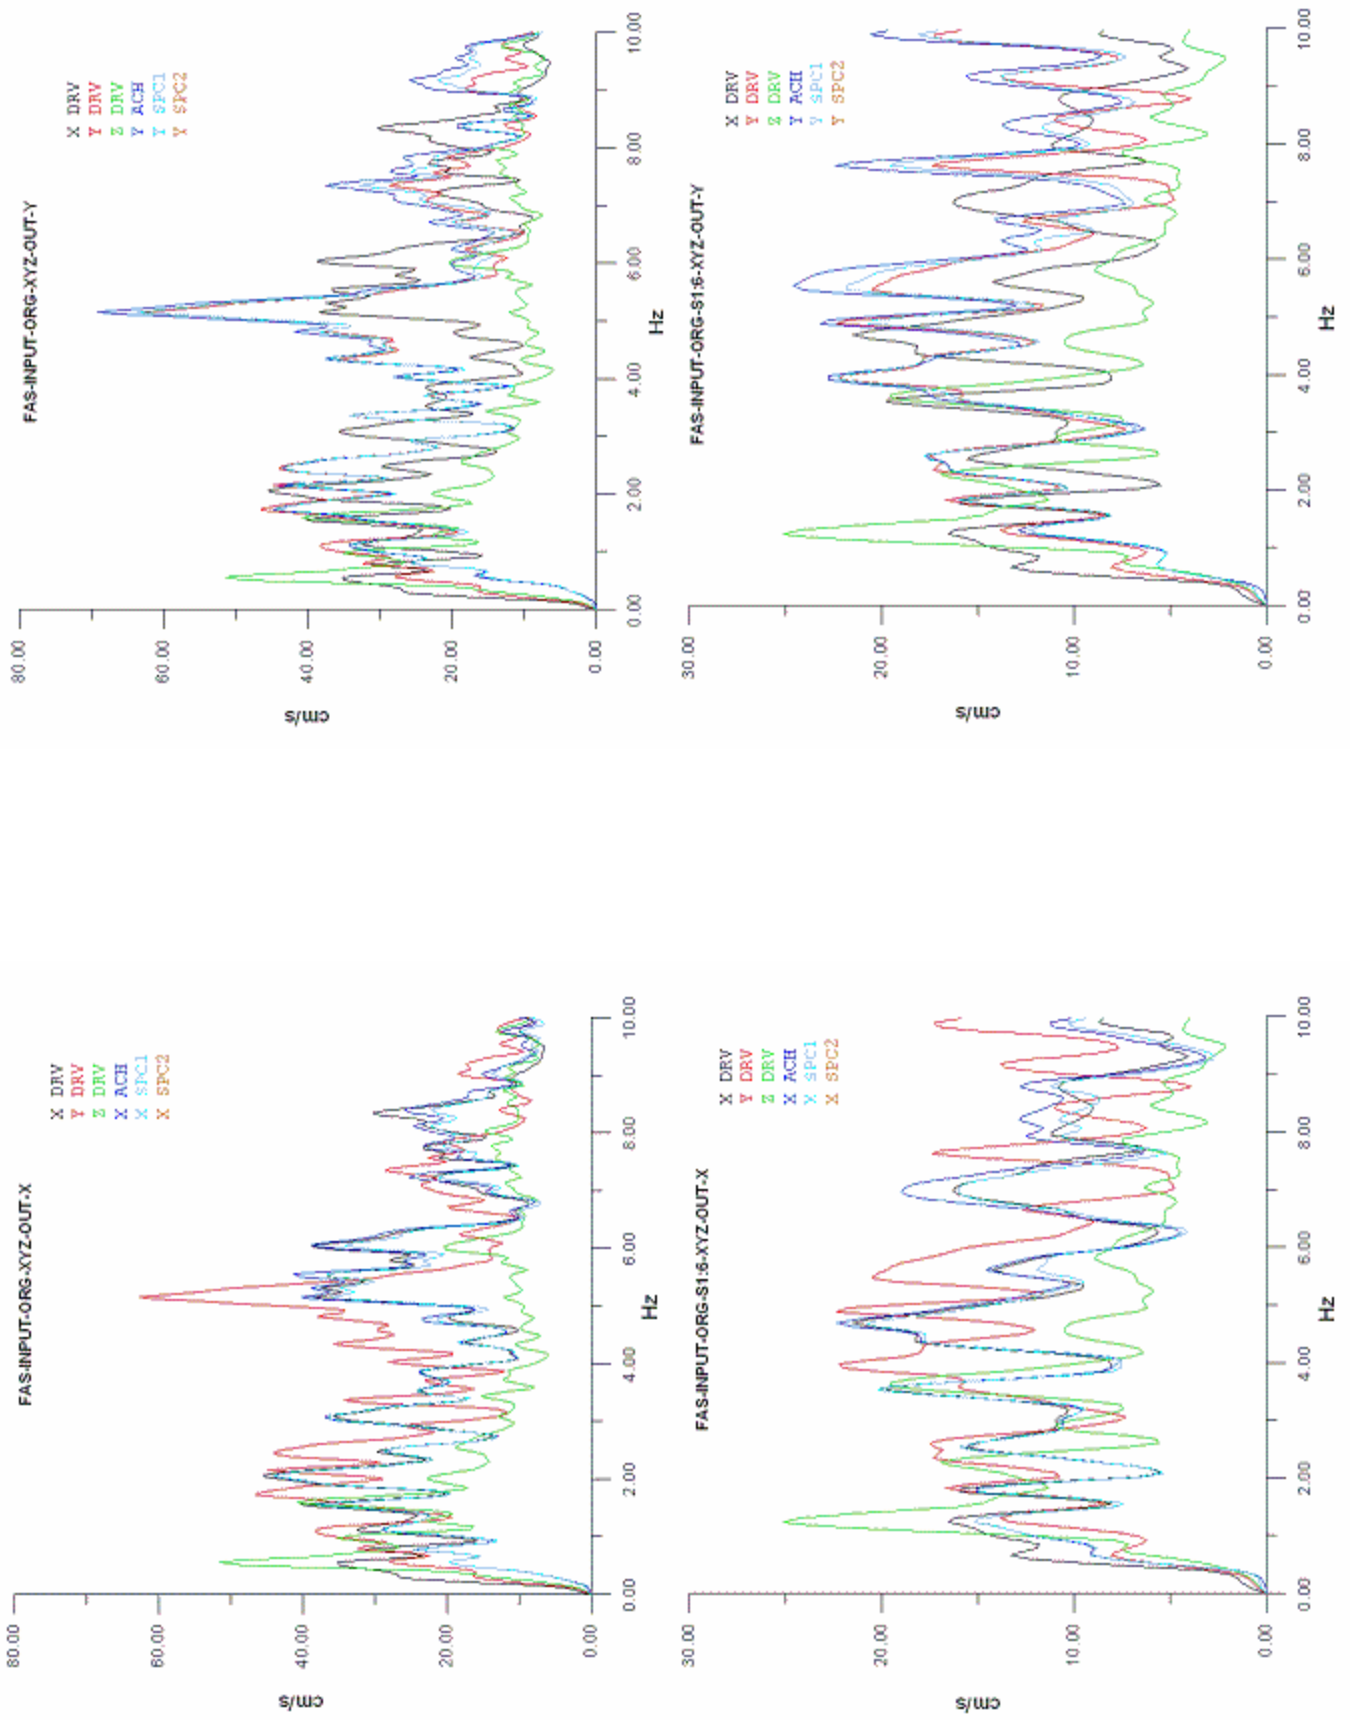 FAS-INPUT-ORG-XYZ-OUT-X
X DRV
Y DRV
Z DRV
X ACH
X SPC1
X SPC2
cm/s
80.00
60.00
40.00
20.00
0.00
0.00 2.00 4.00 6.00 8.00 10.00
Hz
FAS-INPUT-ORG-XYZ-OUT-Y
X DRV
Y DRV
Z DRV
Y ACH
Y SPC1
Y SPC2
cm/s
80.00
60.00
40.00
20.00
0.00
0.00 2.00 4.00 6.00 8.00 10.00
Hz
FAS-INPUT-ORG-S1:6-XYZ-OUT-X
X DRV
Y DRV
Z DRV
X ACH
X SPC1
X SPC2
cm/s
30.00
20.00
10.00
0.00
0.00 2.00 4.00 6.00 8.00 10.00
Hz
FAS-INPUT-ORG-S1:6-XYZ-OUT-Y
X DRV
Y DRV
Z DRV
Y ACH
Y SPC1
Y SPC2
cm/s
30.00
20.00
10.00
0.00
0.00 2.00 4.00 6.00 8.00 10.00
Hz